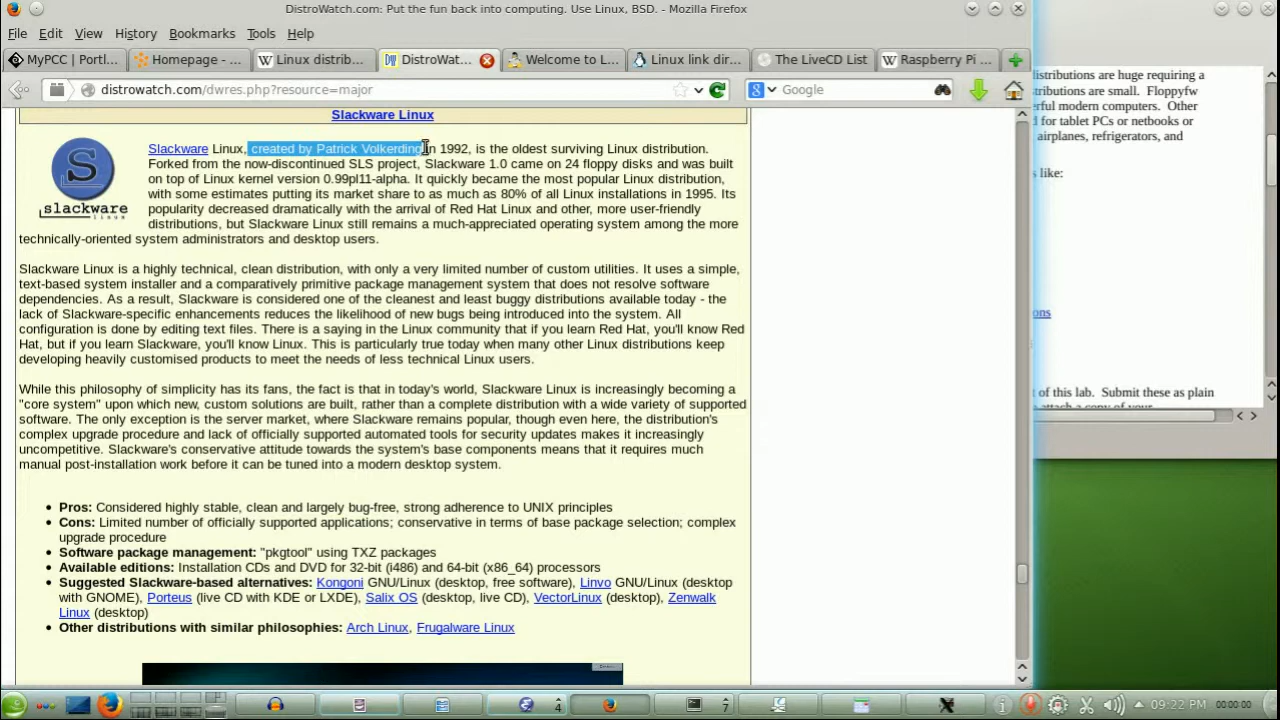 DistroWatch.com: Put the fun back into computing. Use Linux, BSD. - Mozilla Firefox
File Edit View History Bookmarks Tools Help
MyPCC | Portl... Homepage - ... Linux distrib... DistroWat... Welcome to L... Linux link dir... The LiveCD List Raspberry Pi ...
distrowatch.com/dwres.php?resource=major Google
Slackware Linux
Slackware Linux, created by Patrick Volkerding in 1992, is the oldest surviving Linux distribution.
Forked from the now-discontinued SLS project, Slackware 1.0 came on 24 floppy disks and was built
on top of Linux kernel version 0.99pl11-alpha. It quickly became the most popular Linux distribution,
with some estimates putting its market share to as much as 80% of all Linux installations in 1995. Its
popularity decreased dramatically with the arrival of Red Hat Linux and other, more user-friendly
distributions, but Slackware Linux still remains a much-appreciated operating system among the more
technically-oriented system administrators and desktop users.
slackware
linux
Slackware Linux is a highly technical, clean distribution, with only a very limited number of custom utilities. It uses a simple,
text-based system installer and a comparatively primitive package management system that does not resolve software
dependencies. As a result, Slackware is considered one of the cleanest and least buggy distributions available today - the
lack of Slackware-specific enhancements reduces the likelihood of new bugs being introduced into the system. All
configuration is done by editing text files. There is a saying in the Linux community that if you learn Red Hat, you'll know Red
Hat, but if you learn Slackware, you'll know Linux. This is particularly true today when many other Linux distributions keep
developing heavily customised products to meet the needs of less technical Linux users.
While this philosophy of simplicity has its fans, the fact is that in today's world, Slackware Linux is increasingly becoming a
"core system" upon which new, custom solutions are built, rather than a complete distribution with a wide variety of supported
software. The only exception is the server market, where Slackware remains popular, though even here, the distribution's
complex upgrade procedure and lack of officially supported automated tools for security updates makes it increasingly
uncompetitive. Slackware's conservative attitude towards the system's base components means that it requires much
manual post-installation work before it can be tuned into a modern desktop system.
Pros: Considered highly stable, clean and largely bug-free, strong adherence to UNIX principles
Cons: Limited number of officially supported applications; conservative in terms of base package selection; complex
upgrade procedure
Software package management: "pkgtool" using TXZ packages
Available editions: Installation CDs and DVD for 32-bit (i486) and 64-bit (x86_64) processors
Suggested Slackware-based alternatives: Kongoni GNU/Linux (desktop, free software), Linvo GNU/Linux (desktop
with GNOME), Porteus (live CD with KDE or LXDE), Salix OS (desktop, live CD), VectorLinux (desktop), Zenwalk
Linux (desktop)
Other distributions with similar philosophies: Arch Linux, Frugalware Linux
istributions are huge requiring a
tributions are small. Floppyfw
rful modern computers. Other
d for tablet PCs or netbooks or
airplanes, refrigerators, and
s like:
ons
t of this lab. Submit these as plain
4 7 09:22 PM 00:00:00